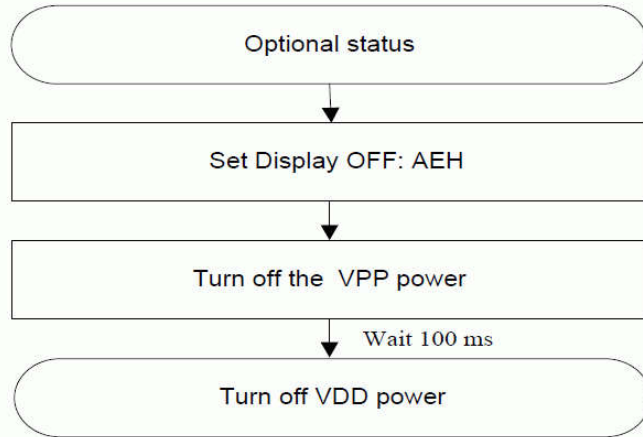 Optional status
Set Display OFF: AEH
Turn off the VPP power
Wait 100 ms
Turn off VDD power